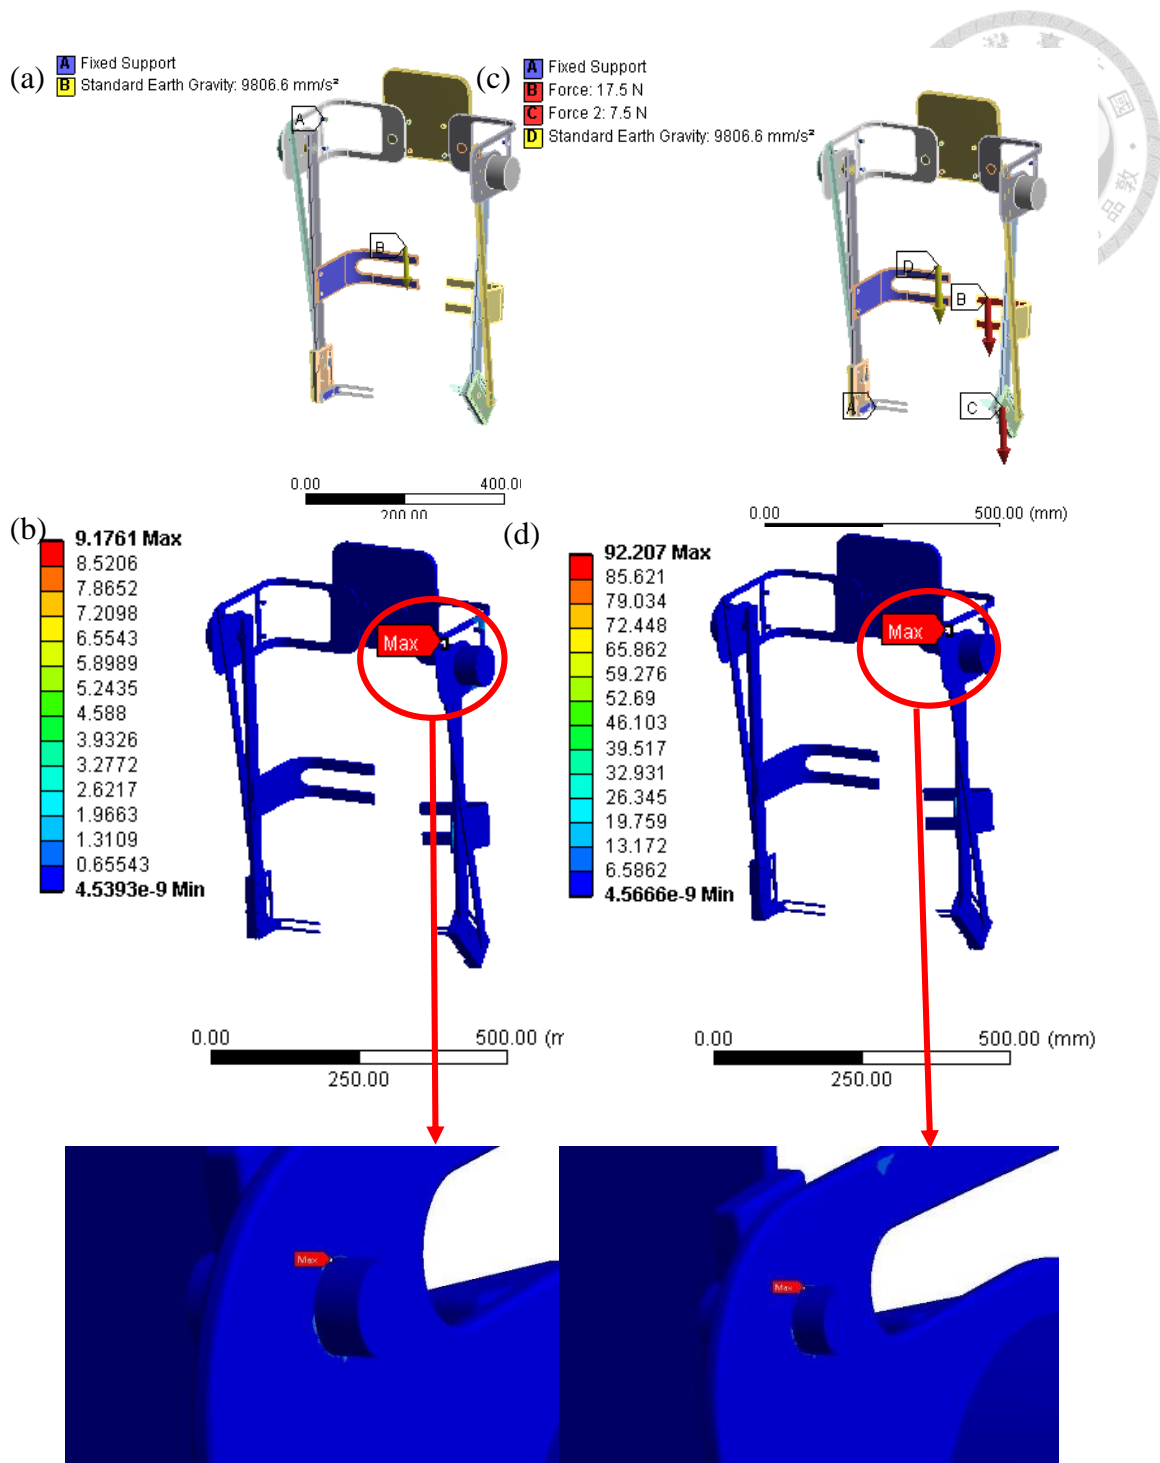 (a)
A Fixed Support
B Standard Earth Gravity: 9806.6 mm/s²
A
B
0.00 400.0
200.00
(c)
A Fixed Support
B Force: 17.5 N
C Force 2: 7.5 N
D Standard Earth Gravity: 9806.6 mm/s²
D
B
A
C
0.00 500.00 (mm)
品 敦
(b)
9.1761 Max
8.5206
7.8652
7.2098
6.5543
5.8989
5.2435
4.588
3.9326
3.2772
2.6217
1.9663
1.3109
0.65543
4.5393e-9 Min
Max
0.00 500.00 (m
250.00
(d)
92.207 Max
85.621
79.034
72.448
65.862
59.276
52.69
46.103
39.517
32.931
26.345
19.759
13.172
6.5862
4.5666e-9 Min
Max
0.00 500.00 (mm)
250.00
Max
Max